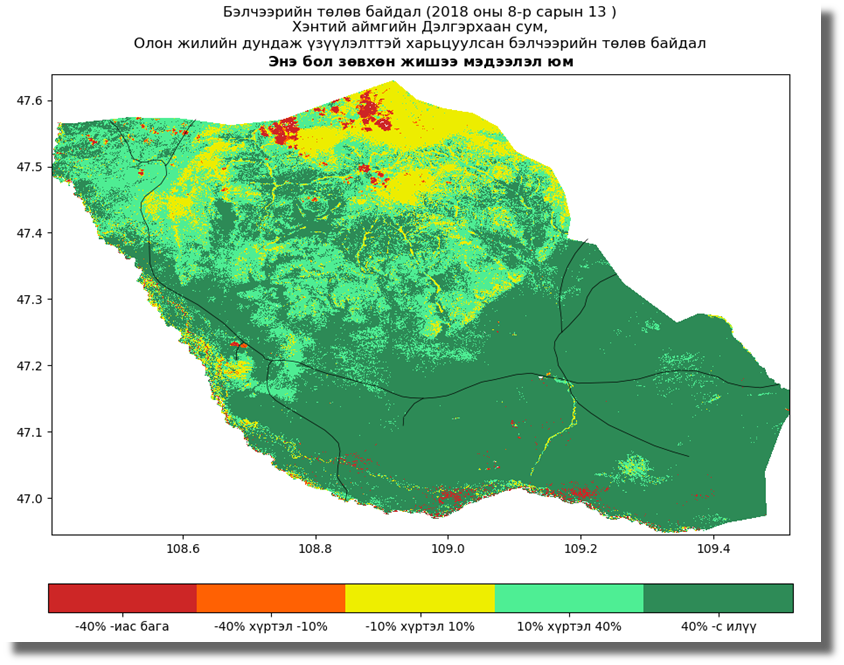 Бэлчээрийн төлөв байдал (2018 оны 8-р сарын 13 )
Хэнтий аймгийн Дэлгэрхаан сум,
Олон жилийн дундаж үзүүлэлттэй харьцуулсан бэлчээрийн төлөв байдал
Энэ бол зөвхөн жишээ мэдээлэл юм
47.6
47.5
47.4
47.3
47.2
47.1
47.0
108.6 108.8 109.0 109.2 109.4
-40% -иас бага -40% хүртэл -10% -10% хүртэл 10% 10% хүртэл 40% 40% -с илүү